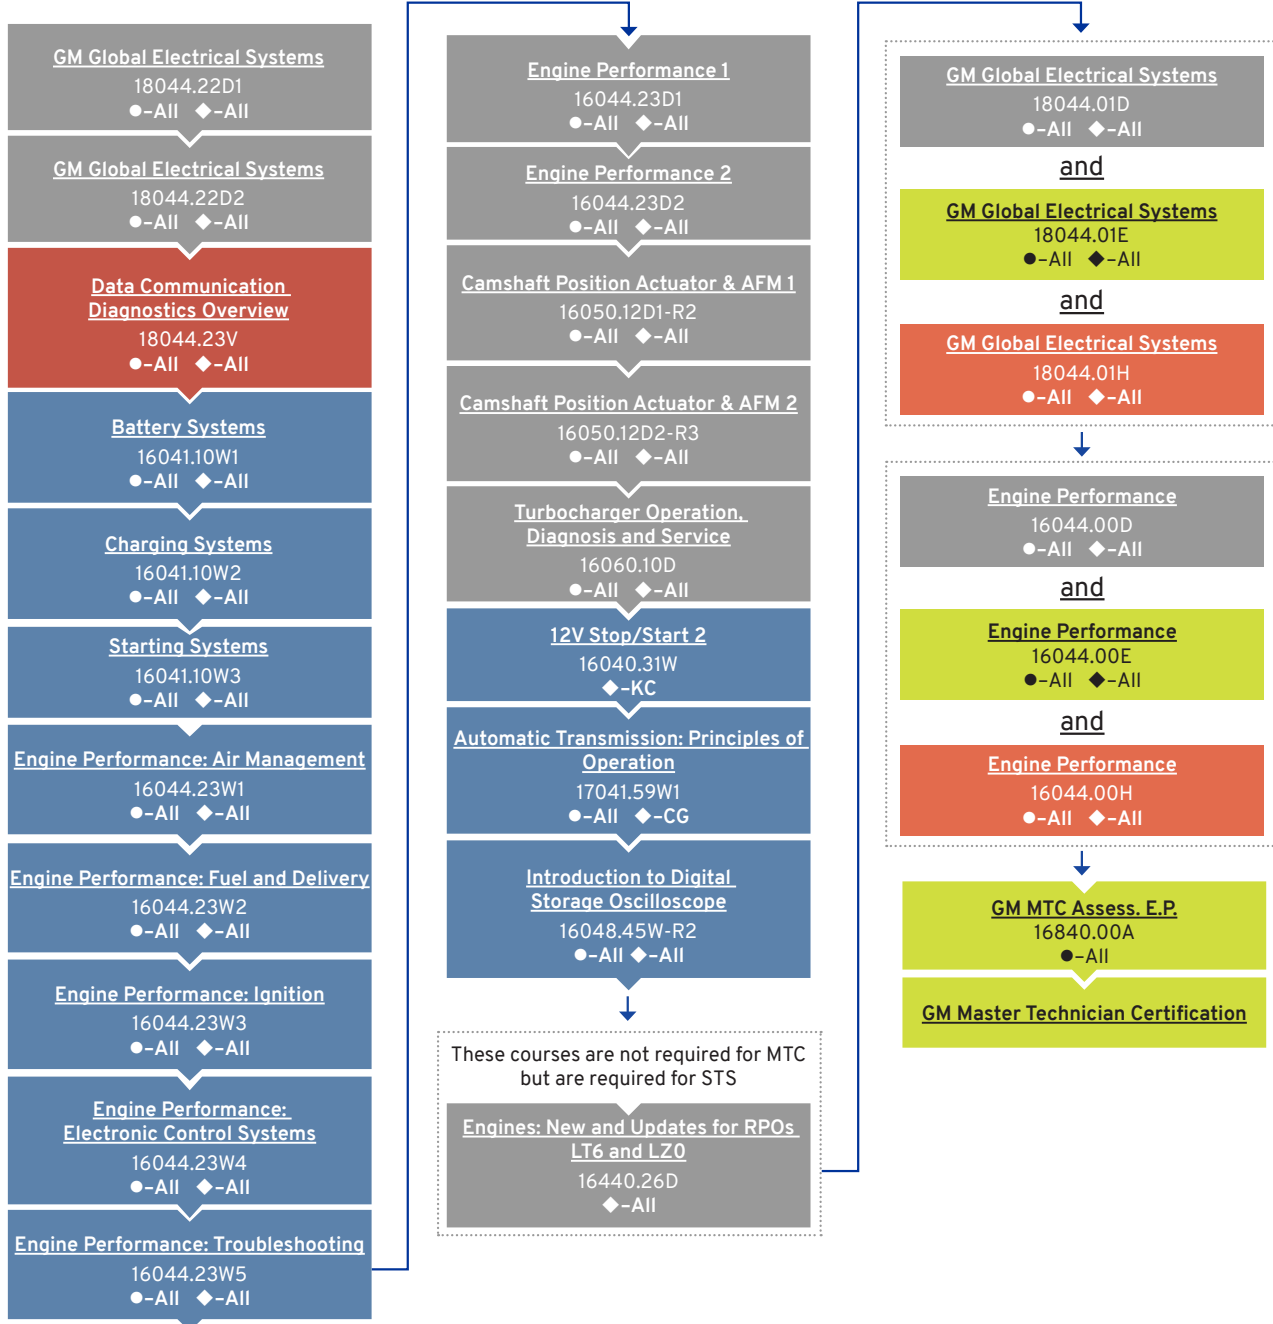 GM Global Electrical Systems
18044.22D1
●–All ◆–All
GM Global Electrical Systems
18044.22D2
●–All ◆–All
Data Communication
Diagnostics Overview
18044.23V
●–All ◆–All
Battery Systems
16041.10W1
●–All ◆–All
Charging Systems
16041.10W2
●–All ◆–All
Starting Systems
16041.10W3
●–All ◆–All
Engine Performance: Air Management
16044.23W1
●–All ◆–All
Engine Performance: Fuel and Delivery
16044.23W2
●–All ◆–All
Engine Performance: Ignition
16044.23W3
●–All ◆–All
Engine Performance:
Electronic Control Systems
16044.23W4
●–All ◆–All
Engine Performance: Troubleshooting
16044.23W5
●–All ◆–All
Engine Performance 1
16044.23D1
●–All ◆–All
Engine Performance 2
16044.23D2
●–All ◆–All
Camshaft Position Actuator & AFM 1
16050.12D1-R2
●–All ◆–All
Camshaft Position Actuator & AFM 2
16050.12D2-R3
●–All ◆–All
Turbocharger Operation,
Diagnosis and Service
16060.10D
●–All ◆–All
12V Stop/Start 2
16040.31W
◆–KC
Automatic Transmission: Principles of
Operation
17041.59W1
●–All ◆–CG
Introduction to Digital
Storage Oscilloscope
16048.45W-R2
●–All ◆–All
These courses are not required for MTC
but are required for STS
Engines: New and Updates for RPOs
LT6 and LZ0
16440.26D
◆–All
GM Global Electrical Systems
18044.01D
●–All ◆–All
and
GM Global Electrical Systems
18044.01E
●–All ◆–All
and
GM Global Electrical Systems
18044.01H
●–All ◆–All
Engine Performance
16044.00D
●–All ◆–All
and
Engine Performance
16044.00E
●–All ◆–All
and
Engine Performance
16044.00H
●–All ◆–All
GM MTC Assess. E.P.
16840.00A
●–All
GM Master Technician Certification